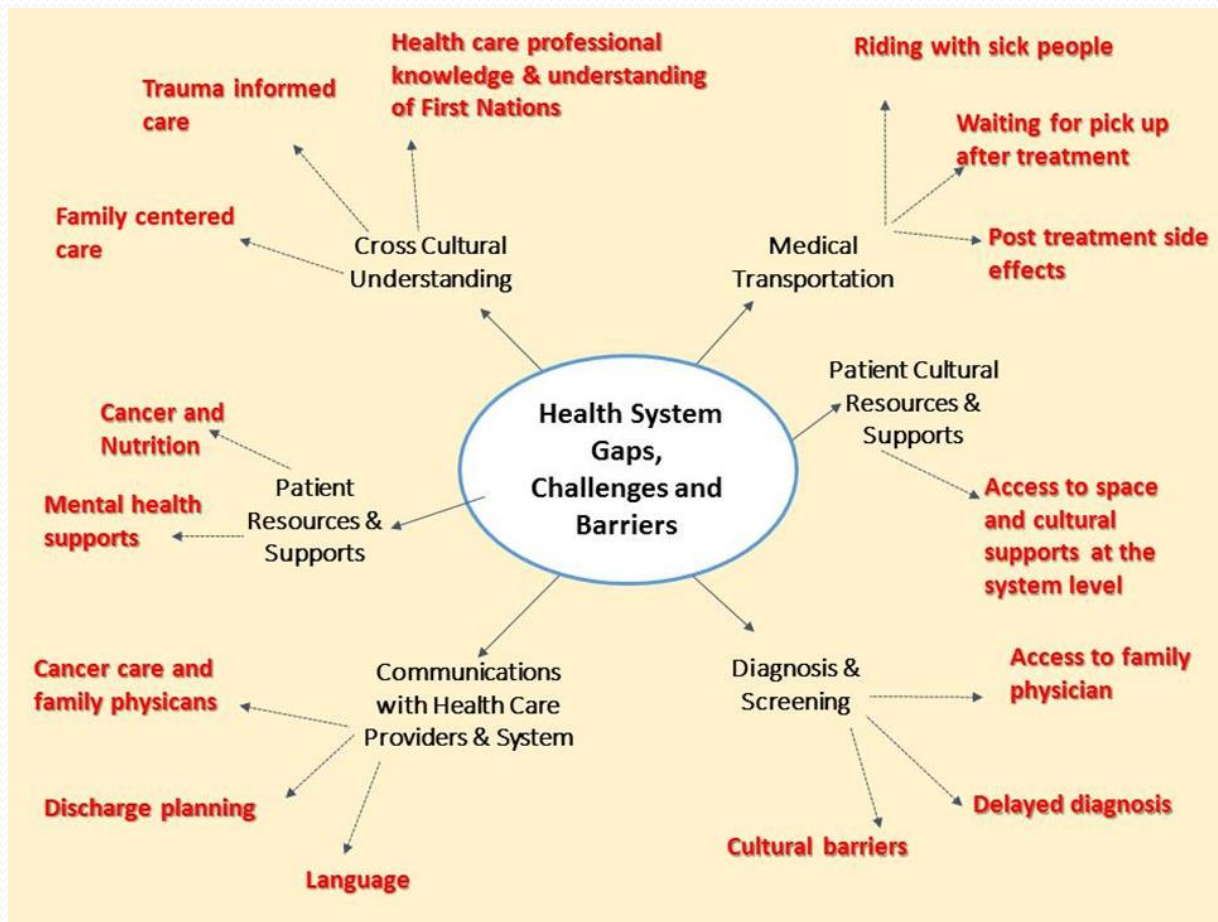 Health care professional
knowledge & understanding
of First Nations
Trauma informed
care
Family centered
care
Cross Cultural
Understanding
Riding with sick people
Waiting for pick up
after treatment
Post treatment side
effects
Medical
Transportation
Health System
Gaps,
Challenges and
Barriers
Patient Cultural
Resources &
Supports
Access to space
and cultural
supports at the
system level
Cancer and
Nutrition
Mental health
supports
Patient
Resources &
Supports
Cancer care and
family physicans
Communications
with Health Care
Providers & System
Discharge planning
Language
Diagnosis &
Screening
Access to family
physician
Delayed diagnosis
Cultural barriers